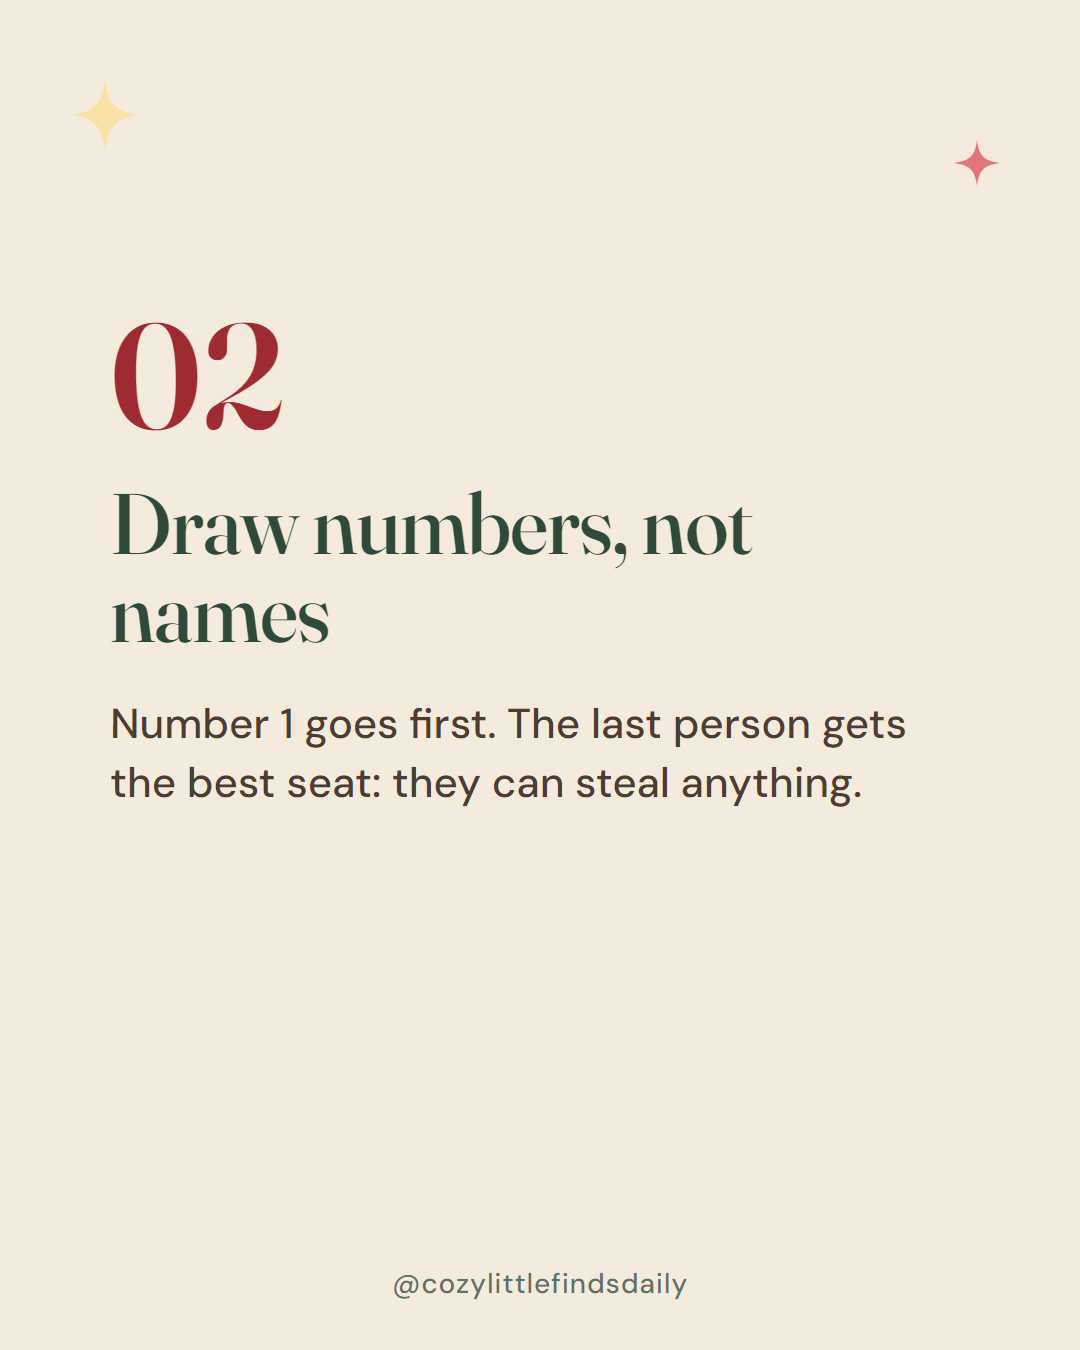 02
Draw numbers, not
names
Number 1 goes first. The last person gets
the best seat: they can steal anything.
@cozylittlefindsdaily